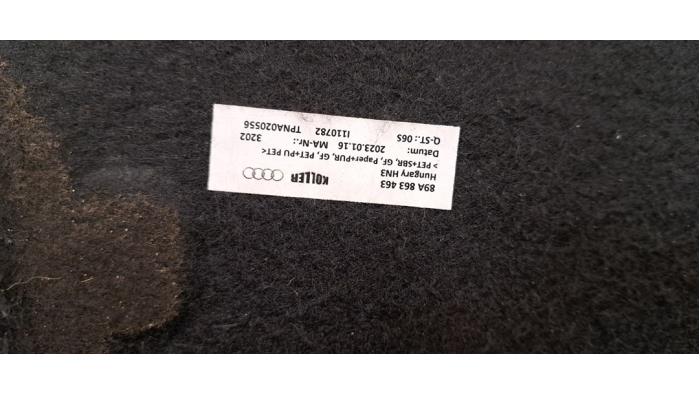 89A 863 463 KOLLER
Hungary HN3
> PET+SBR, GF, Paper+PUR, GF, PET+PU PET<
Datum: 2023.01.16 MA-Nr.: 3202
Q-ST.: 06S I110782 TPNA020556